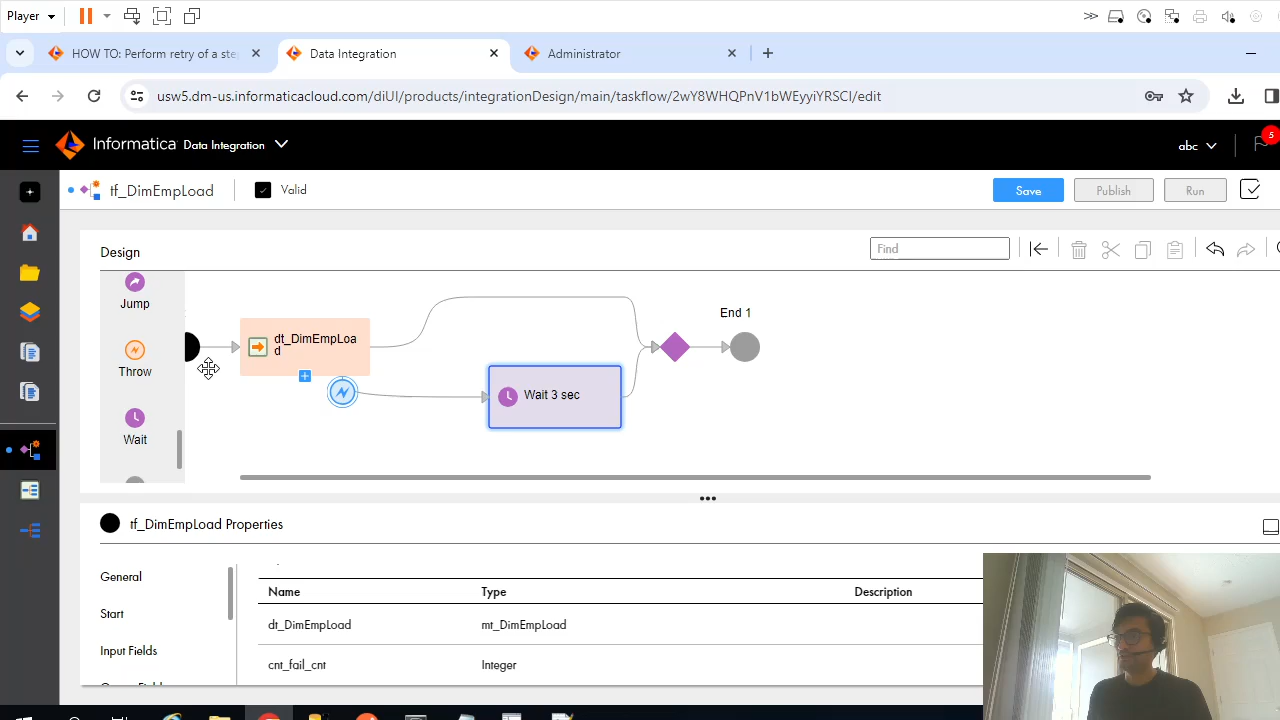 Player
HOW TO: Perform retry of a ste
Data Integration
Administrator
usw5.dm-us.informaticacloud.com/diUI/products/integrationDesign/main/taskflow/2wY8WHQPnV1bWEyyiYRSCl/edit
Informatica Data Integration
abc
5
tf_DimEmpLoad
Valid
Save
Publish
Run
Design
Find
Jump
Throw
Wait
dt_DimEmpLoa
d
Wait 3 sec
End 1
tf_DimEmpLoad Properties
General
Start
Input Fields
Name
Type
Description
dt_DimEmpLoad
mt_DimEmpLoad
cnt_fail_cnt
Integer